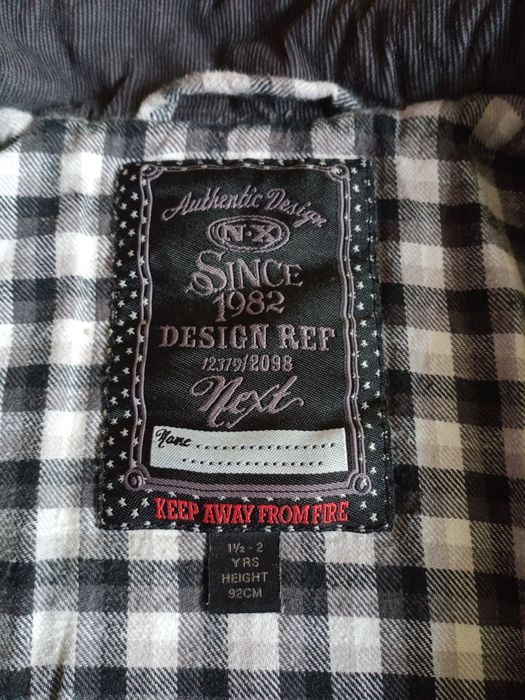 Authentic Design
N·X
SINCE
1982
DESIGN REF
12379/2098
Next
Name
KEEP AWAY FROM FIRE
1½ - 2
YRS
HEIGHT
92CM